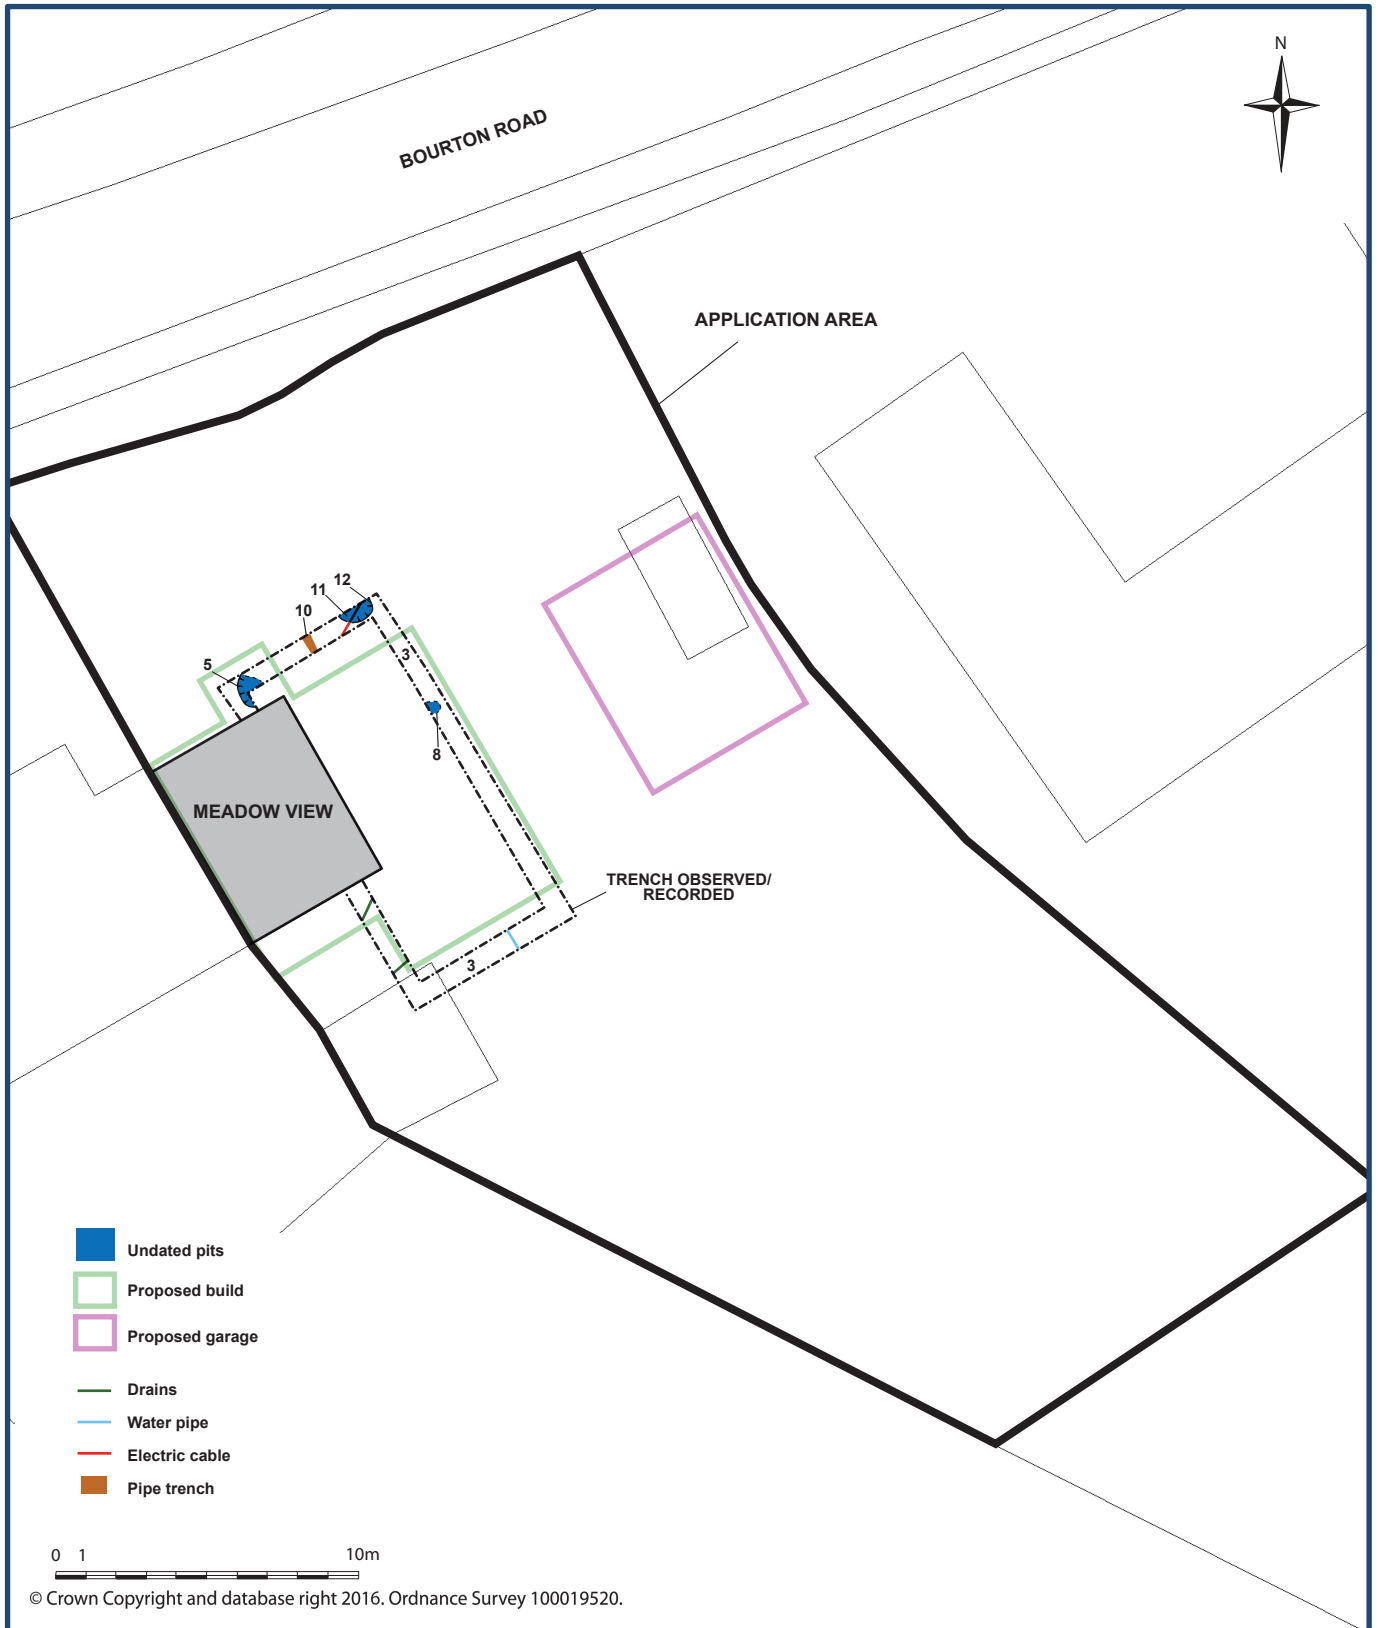 N
BOURTON ROAD
APPLICATION AREA
12
11
10
3
5
8
MEADOW VIEW
TRENCH OBSERVED/
RECORDED
3
Undated pits
Proposed build
Proposed garage
Drains
Water pipe
Electric cable
Pipe trench
0 1 10m
© Crown Copyright and database right 2016. Ordnance Survey 100019520.